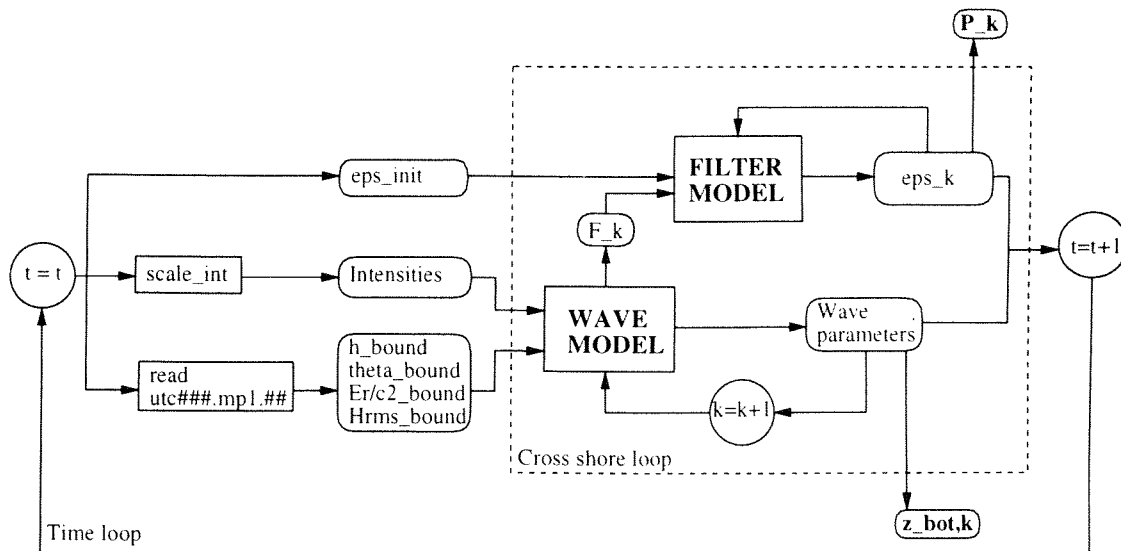 P_k
FILTER
MODEL
eps_init
eps_k
F_k
t = t
scale_int
Intensities
t=t+1
WAVE
MODEL
Wave
parameters
h_bound
theta_bound
Er/c2_bound
Hrms_bound
read
utc###.mp1.##
k=k+1
Cross shore loop
Time loop
z_bot,k